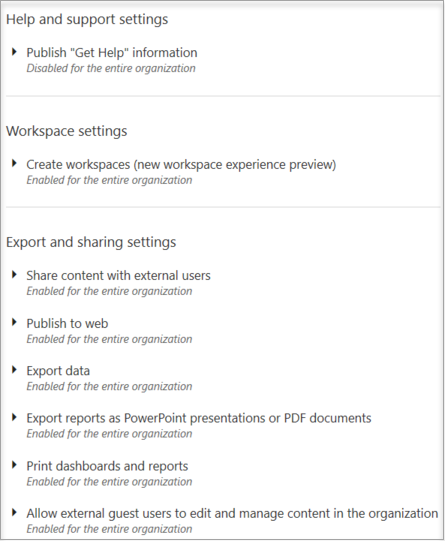 Help and support settings
Publish "Get Help" information
Disabled for the entire organization
Workspace settings
Create workspaces (new workspace experience preview)
Enabled for the entire organization
Export and sharing settings
Share content with external users
Enabled for the entire organization
Publish to web
Enabled for the entire organization
Export data
Enabled for the entire organization
Export reports as PowerPoint presentations or PDF documents
Enabled for the entire organization
Print dashboards and reports
Enabled for the entire organization
Allow external guest users to edit and manage content in the organization
Enabled for the entire organization